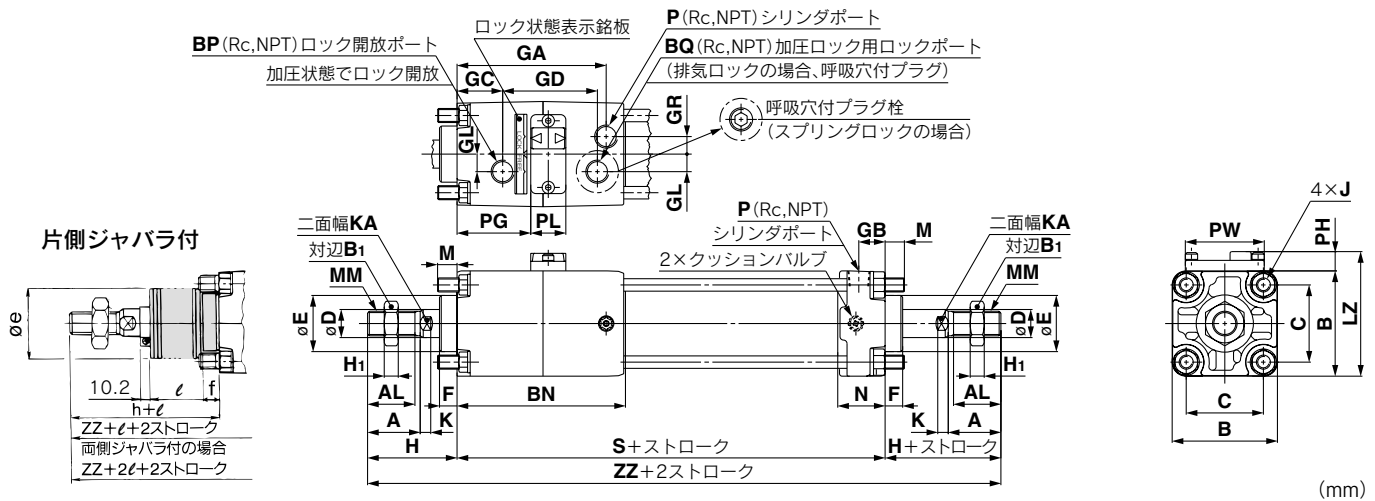 ロック状態表示銘板
P(Rc,NPT)シリンダポート
BP(Rc,NPT)ロック開放ポート
加圧状態でロック開放
BQ(Rc,NPT)加圧ロック用ロックポート
(排気ロックの場合、呼吸穴付プラグ)
GA
GC
GD
GR
呼吸穴付プラグ栓
(スプリングロックの場合)
GL
LOCK
FREE
GL
PG
PL
片側ジャバラ付
二面幅KA
対辺B1
MM
M
P(Rc,NPT)
シリンダポート
2×クッションバルブ
GB
M
二面幅KA
対辺B1
MM
4×J
PW
PH
øe
øE
øD
øD
øE
C
B
LZ
H1
AL
A
F
K
H
BN
N
F
K
AL
A
H1
C
B
10.2
ℓ
f
h+ℓ
ZZ+ℓ+2ストローク
両側ジャバラ付の場合
ZZ+2ℓ+2ストローク
S+ストローク
H+ストローク
ZZ+2ストローク
(mm)